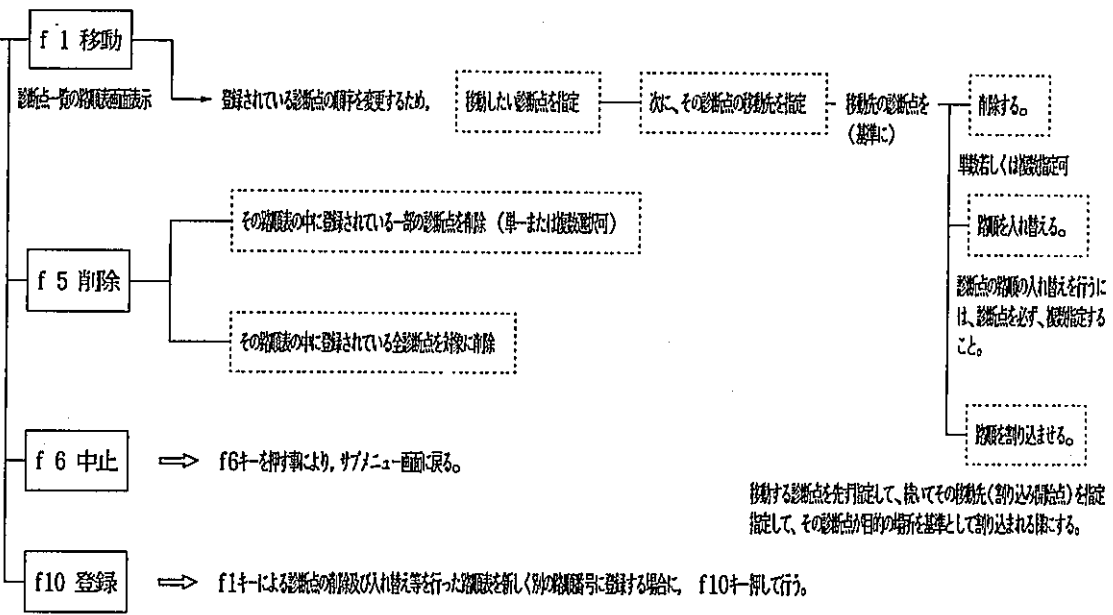 f 1 移動
診断点一覧の路順表画面表示
登録されている診断点の順序を変更するため,
移動したい診断点を指定
次に、その診断点の移動先を指定
移動先の診断点を
(基準に)
削除する。
単数若しくは複数指定可
路順を入れ替える。
診断点の路順の入れ替えを行うに
は、診断点を必ず、複数指定する
こと。
路順を割り込ませる。
移動する診断点を先ず指定して、続いてその移動先(割り込み開始点)を指定
指定して、その診断点が目的の場所を基準として割り込まれる様にする。
f 5 削除
その路順表の中に登録されている一部の診断点を削除 (単一または複数選択可)
その路順表の中に登録されている全診断点を対象に削除
f 6 中止
f6キーを押す事により, サブメニュー画面に戻る。
f10 登録
f1キーによる診断点の削除及び入れ替え等を行った路順表を新しく別の路順番号に登録する場合に, f10キー押して行う。